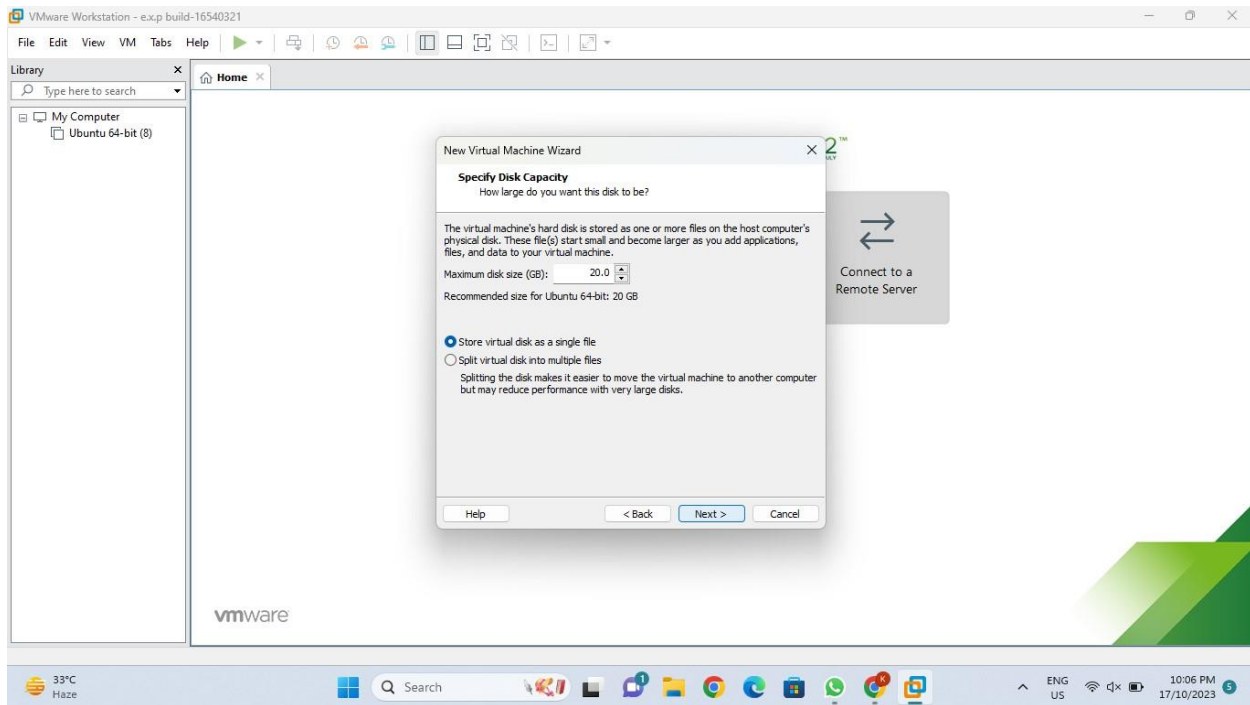 VMware Workstation - e.x.p build-16540321
File Edit View VM Tabs Help
Library
Home
Type here to search
My Computer
Ubuntu 64-bit (8)
2™
New Virtual Machine Wizard
Specify Disk Capacity
How large do you want this disk to be?
The virtual machine's hard disk is stored as one or more files on the host computer's
physical disk. These file(s) start small and become larger as you add applications,
files, and data to your virtual machine.
Maximum disk size (GB): 20.0
Recommended size for Ubuntu 64-bit: 20 GB
Store virtual disk as a single file
Split virtual disk into multiple files
Splitting the disk makes it easier to move the virtual machine to another computer
but may reduce performance with very large disks.
Help < Back Next > Cancel
Connect to a
Remote Server
vmware
33°C
Haze
Search
1
K
ENG
US
10:06 PM
17/10/2023
5